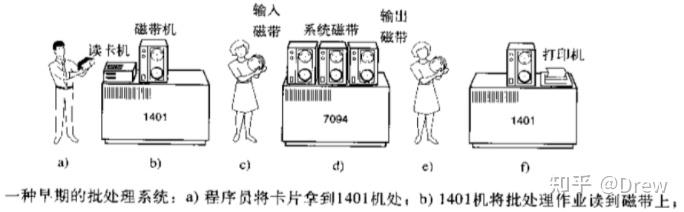 输入
磁带
系统磁带
输出
磁带
读卡机
磁带机
打印机
1401
7094
1401
a)
b)
c)
d)
e)
f)
知乎 @Drew
一种早期的批处理系统：a) 程序员将卡片拿到1401机处；b) 1401机将批处理作业读到磁带上；